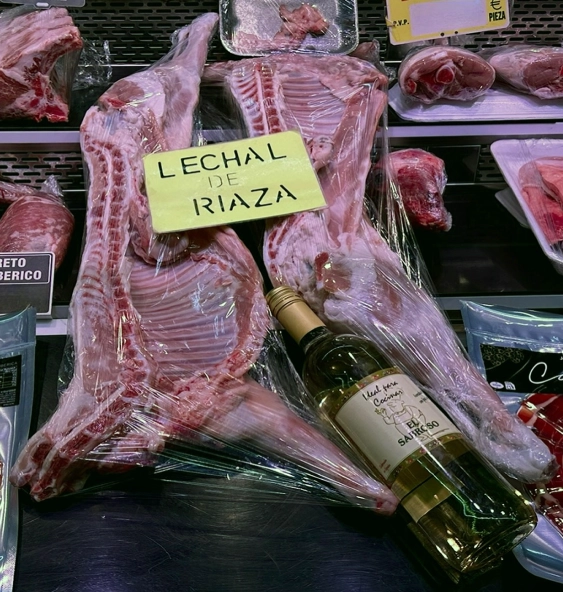 €
P.V.P.
PIEZA
LECHAL
DE
RIAZA
RETO
BERICO
Ideal para
Cocinar
EL
SABROSO